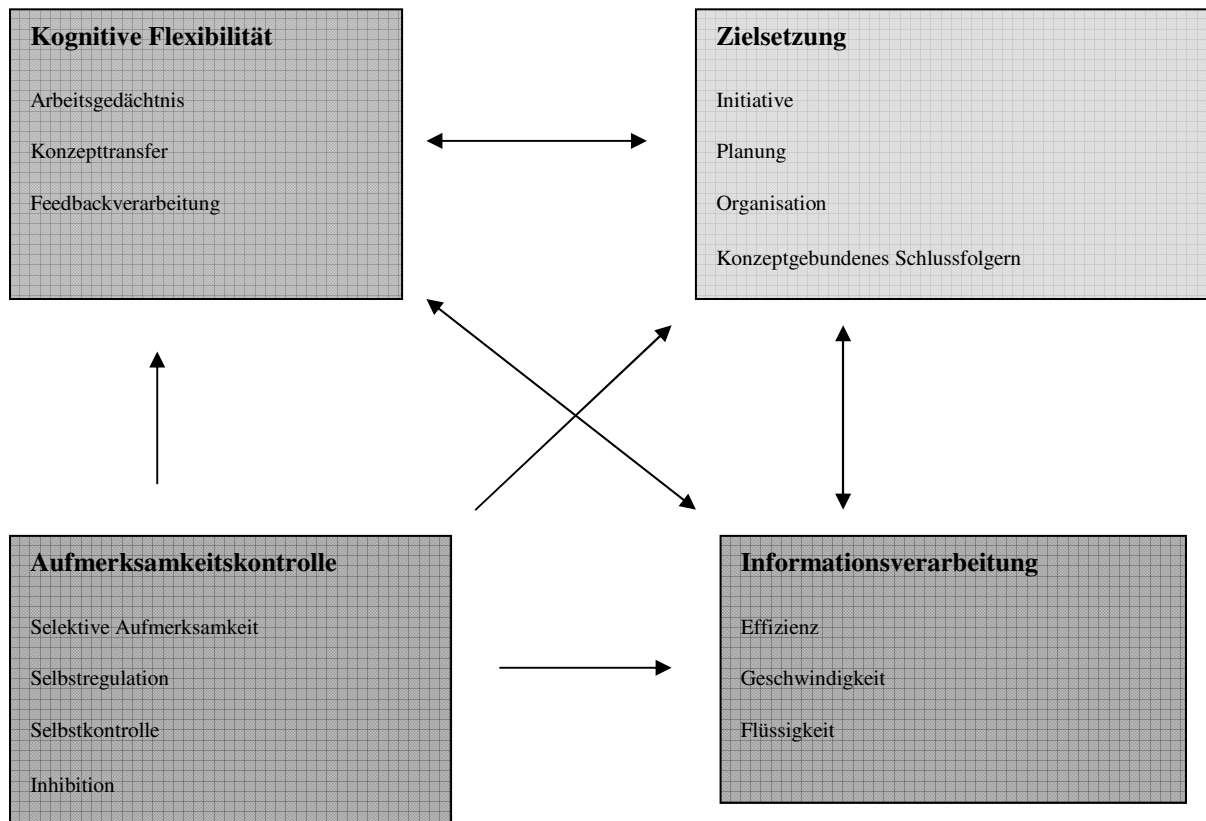 Kognitive Flexibilität
Arbeitsgedächtnis
Konzepttransfer
Feedbackverarbeitung
Zielsetzung
Initiative
Planung
Organisation
Konzeptgebundenes Schlussfolgern
Aufmerksamkeitskontrolle
Selektive Aufmerksamkeit
Selbstregulation
Selbstkontrolle
Inhibition
Informationsverarbeitung
Effizienz
Geschwindigkeit
Flüssigkeit